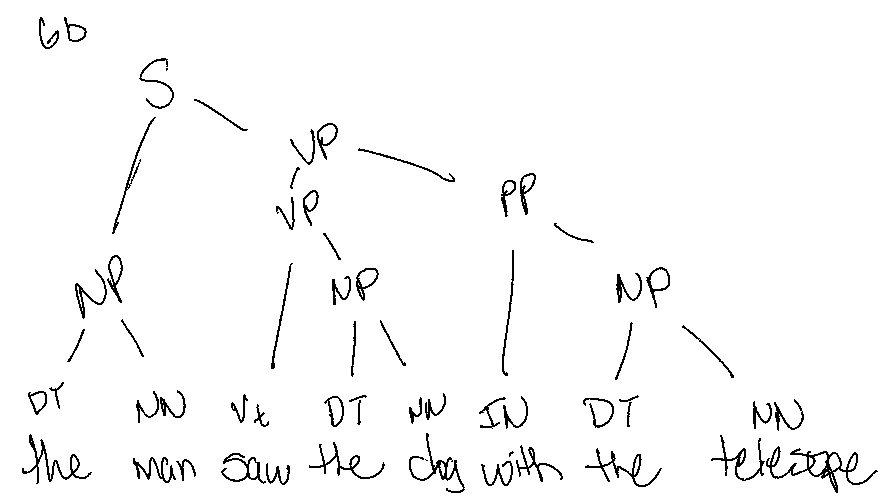 6b
S
VP
VP PP
NP NP NP
DT NN Vt DT NN IN DT NN
the man saw the dog with the telescope